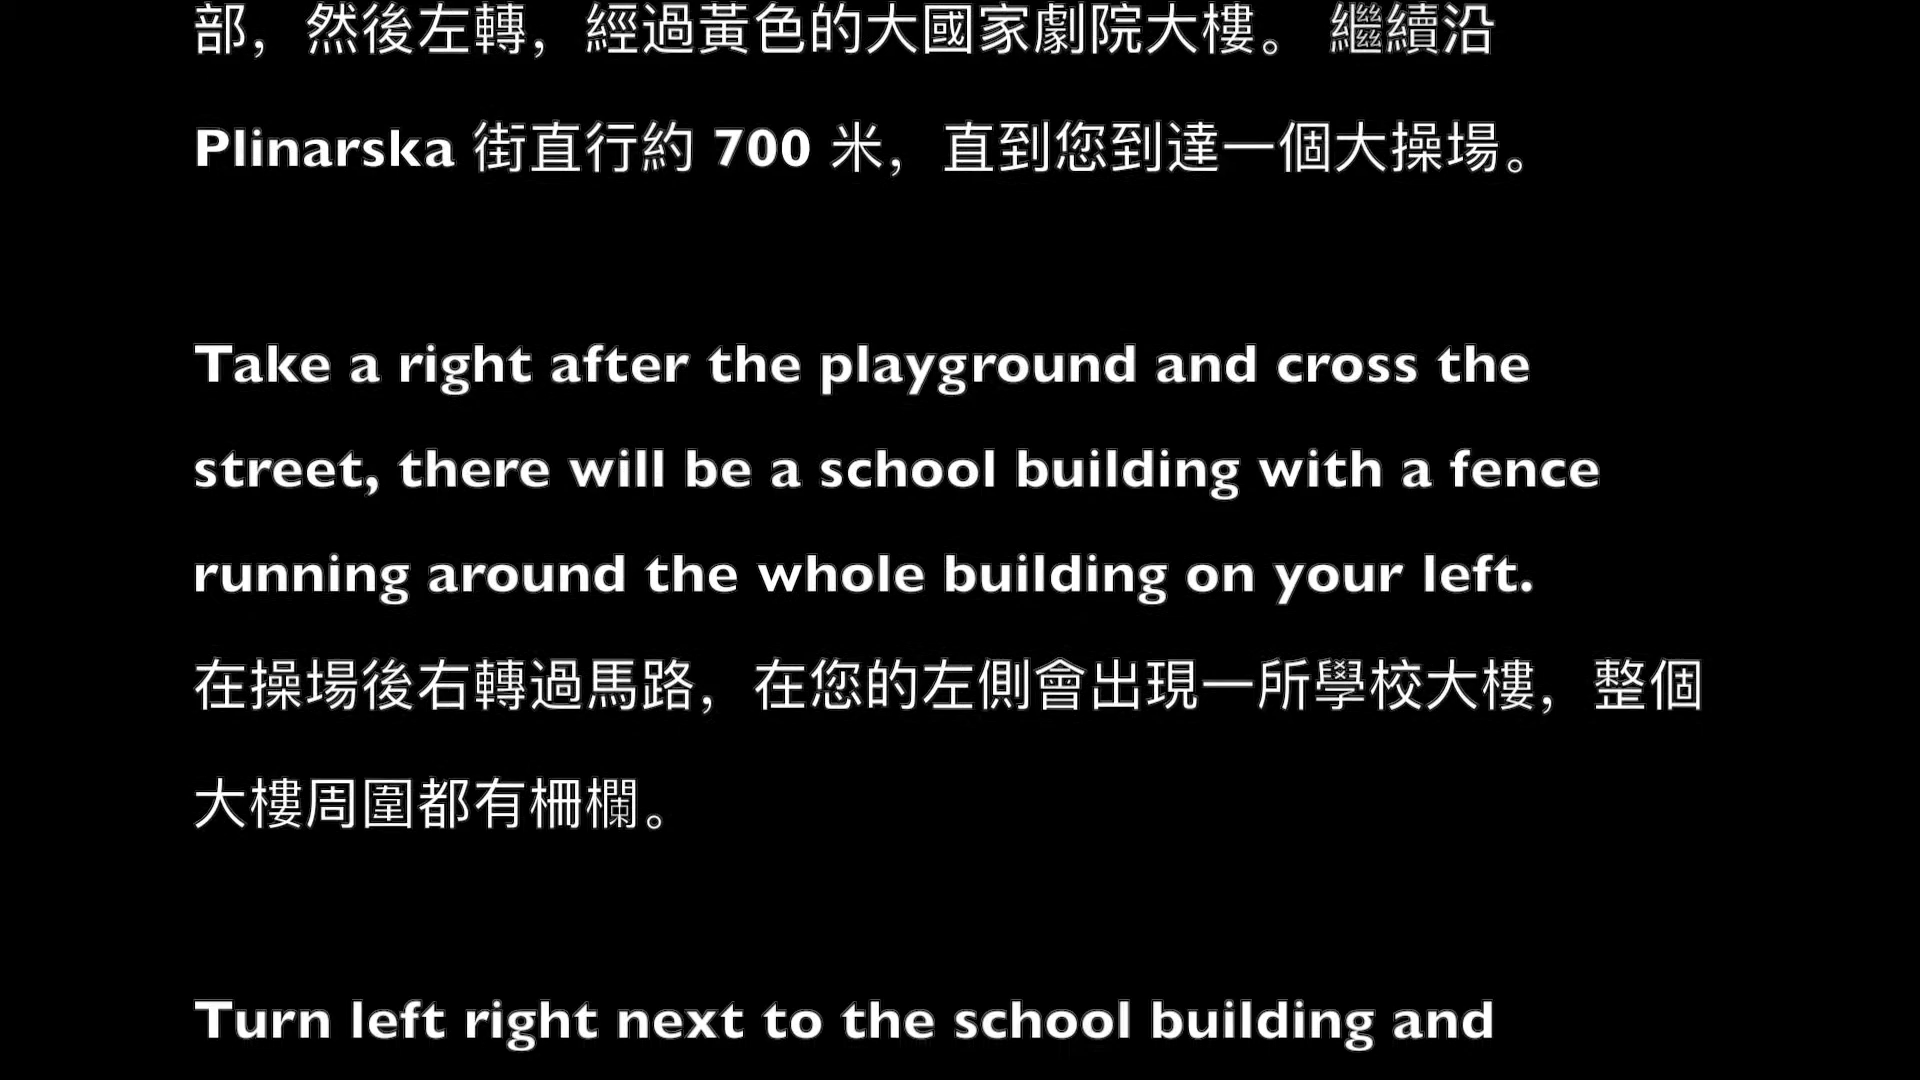 部，然後左轉，經過黃色的大國家劇院大樓。 繼續沿
Plinarska 街直行約 700 米，直到您到達一個大操場。
Take a right after the playground and cross the
street, there will be a school building with a fence
running around the whole building on your left.
在操場後右轉過馬路，在您的左側會出現一所學校大樓，整個
大樓周圍都有柵欄。
Turn left right next to the school building and